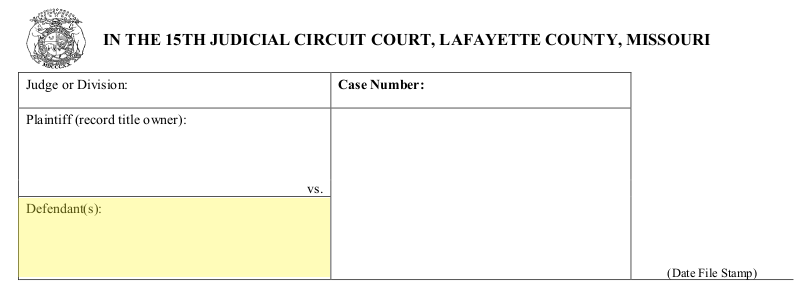 IN THE 15TH JUDICIAL CIRCUIT COURT, LAFAYETTE COUNTY, MISSOURI
Judge or Division:
Case Number:
Plaintiff (record title owner):
vs.
Defendant(s):
(Date File Stamp)